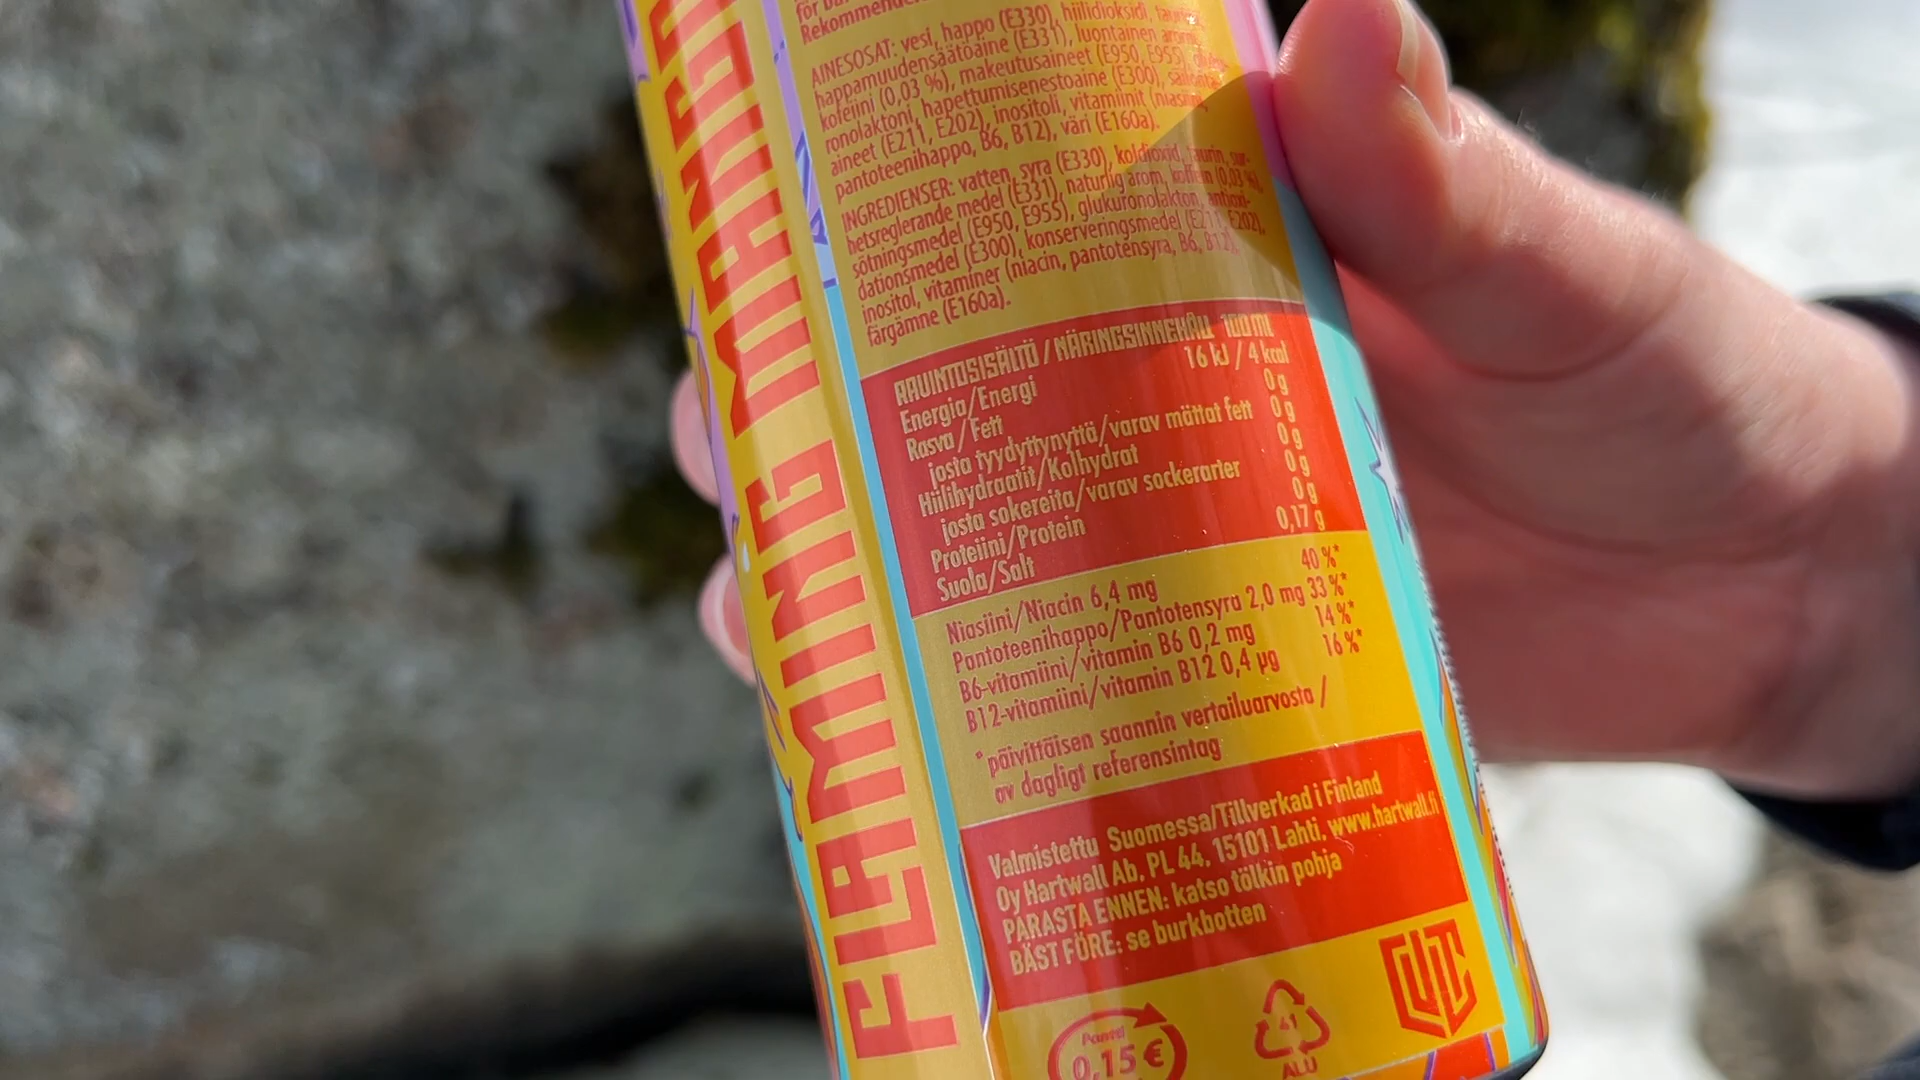 för bar
Rekommende
AINESOSAT: vesi, happo (E330), hiilidioksidi, tauriini,
happamuudensäätöaine (E331), luontainen aromi,
kofeiini (0,03 %), makeutusaineet (E950, E955),
ronolaktoni, hapettumisenestoaine (E300), säilöntä-
aineet (E211, E202), inositoli, vitamiinit (niasiini,
pantoteenihappo, B6, B12), väri (E160a).
INGREDIENSER: vatten, syra (E330), koldioxid, taurin, sur-
hetsreglerande medel (E331), naturlig arom, koffein (0,03 %),
sötningsmedel (E950, E955), glukuronolakton, antioxi-
dationsmedel (E300), konserveringsmedel (E211, E202),
inositol, vitaminer (niacin, pantotensyra, B6, B12),
färgämne (E160a).
RAVINTOSISÄLTÖ / NÄRINGSINNEHÅLL 100 ml
Energia/Energi 16 kJ / 4 kcal
Rasva / Fett 0 g
josta tyydyttynyttä/varav mättat fett 0 g
Hiilihydraatit/Kolhydrat 0 g
josta sokereita/varav sockerarter 0 g
Proteiini/Protein 0 g
Suola/Salt 0,17 g
Niasiini/Niacin 6,4 mg 40 %*
Pantoteenihappo/Pantotensyra 2,0 mg 33 %*
B6-vitamiini/vitamin B6 0,2 mg 14 %*
B12-vitamiini/vitamin B12 0,4 µg 16 %*
*päivittäisen saannin vertailuarvosta /
av dagligt referensintag
Valmistettu Suomessa/Tillverkad i Finland
Oy Hartwall Ab, PL 44, 15101 Lahti, www.hartwall.fi
PARASTA ENNEN: katso tölkin pohja
BÄST FÖRE: se burkbotten
Pantti
0,15 €
41
ALU
FLAMING MANGO